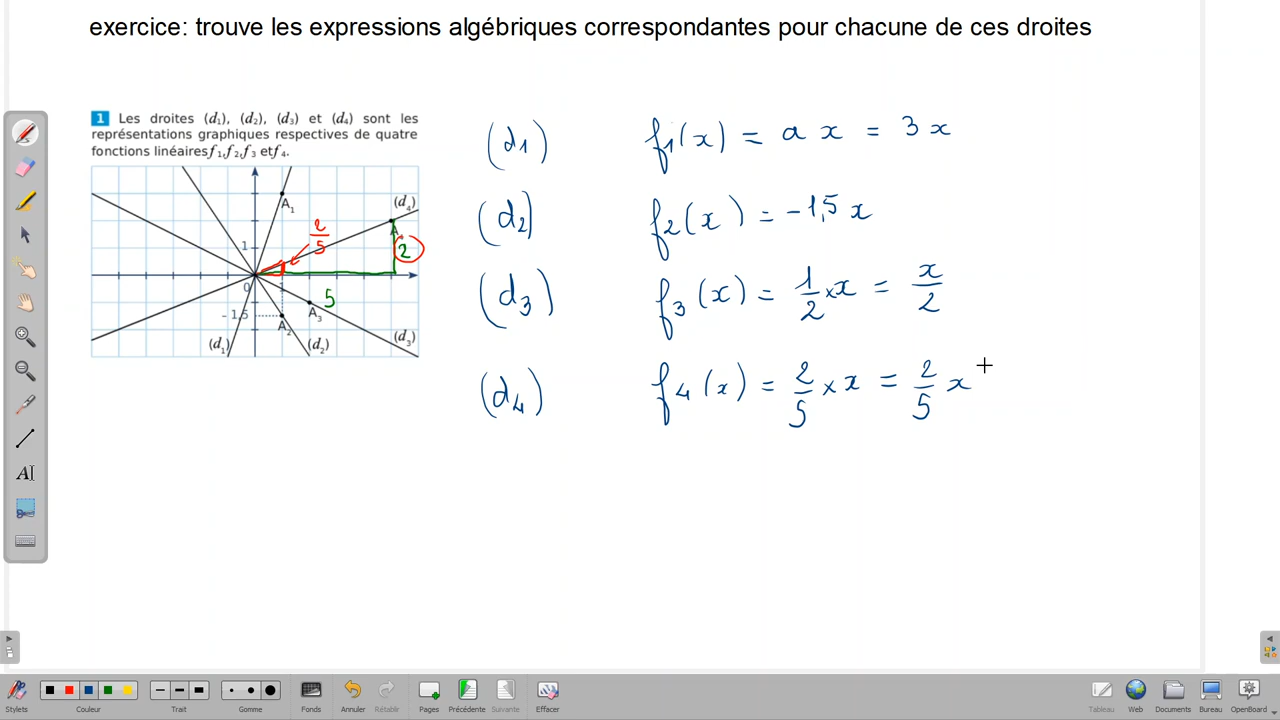 exercice: trouve les expressions algébriques correspondantes pour chacune de ces droites
1 Les droites (d₁), (d₂), (d₃) et (d₄) sont les
représentations graphiques respectives de quatre
fonctions linéaires f₁, f₂, f₃ et f₄.
A₁
(d₄)
A
2/5
2
1
0
1
5
-1,5
A₂
A₃
(d₁)
(d₂)
(d₃)
(d1) f1(x) = a x = 3 x
(d2) f2(x) = -1,5 x
(d3) f3(x) = 1/2 × x = x/2
(d4) f4(x) = 2/5 × x = 2/5 x
AI
Stylets
Couleur
Trait
Gomme
Fonds
Annuler
Rétablir
Pages
Précédente
Suivante
Effacer
Tableau
Web
Documents
Bureau
OpenBoard